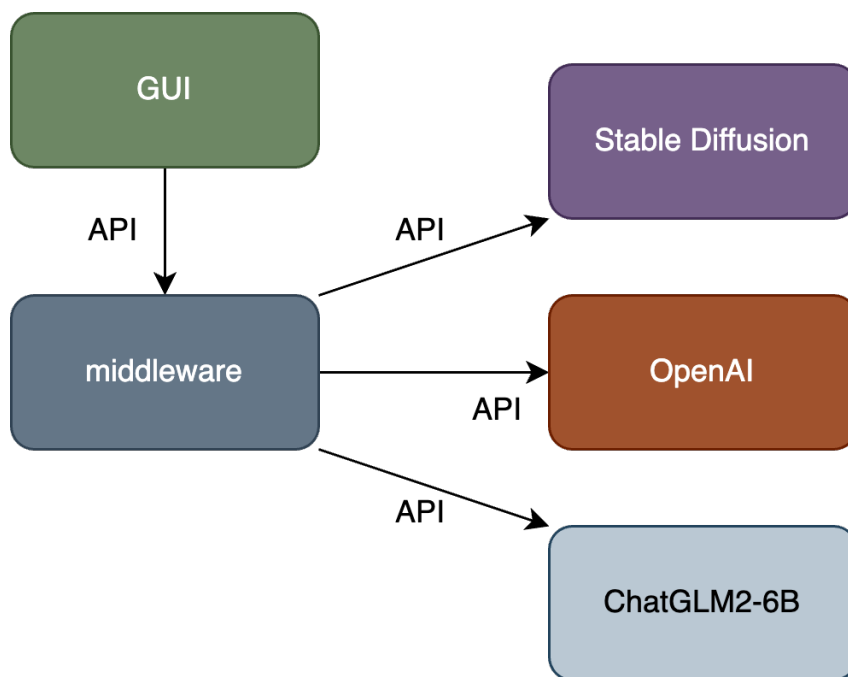 GUI
Stable Diffusion
API
API
middleware
OpenAI
API
API
ChatGLM2-6B